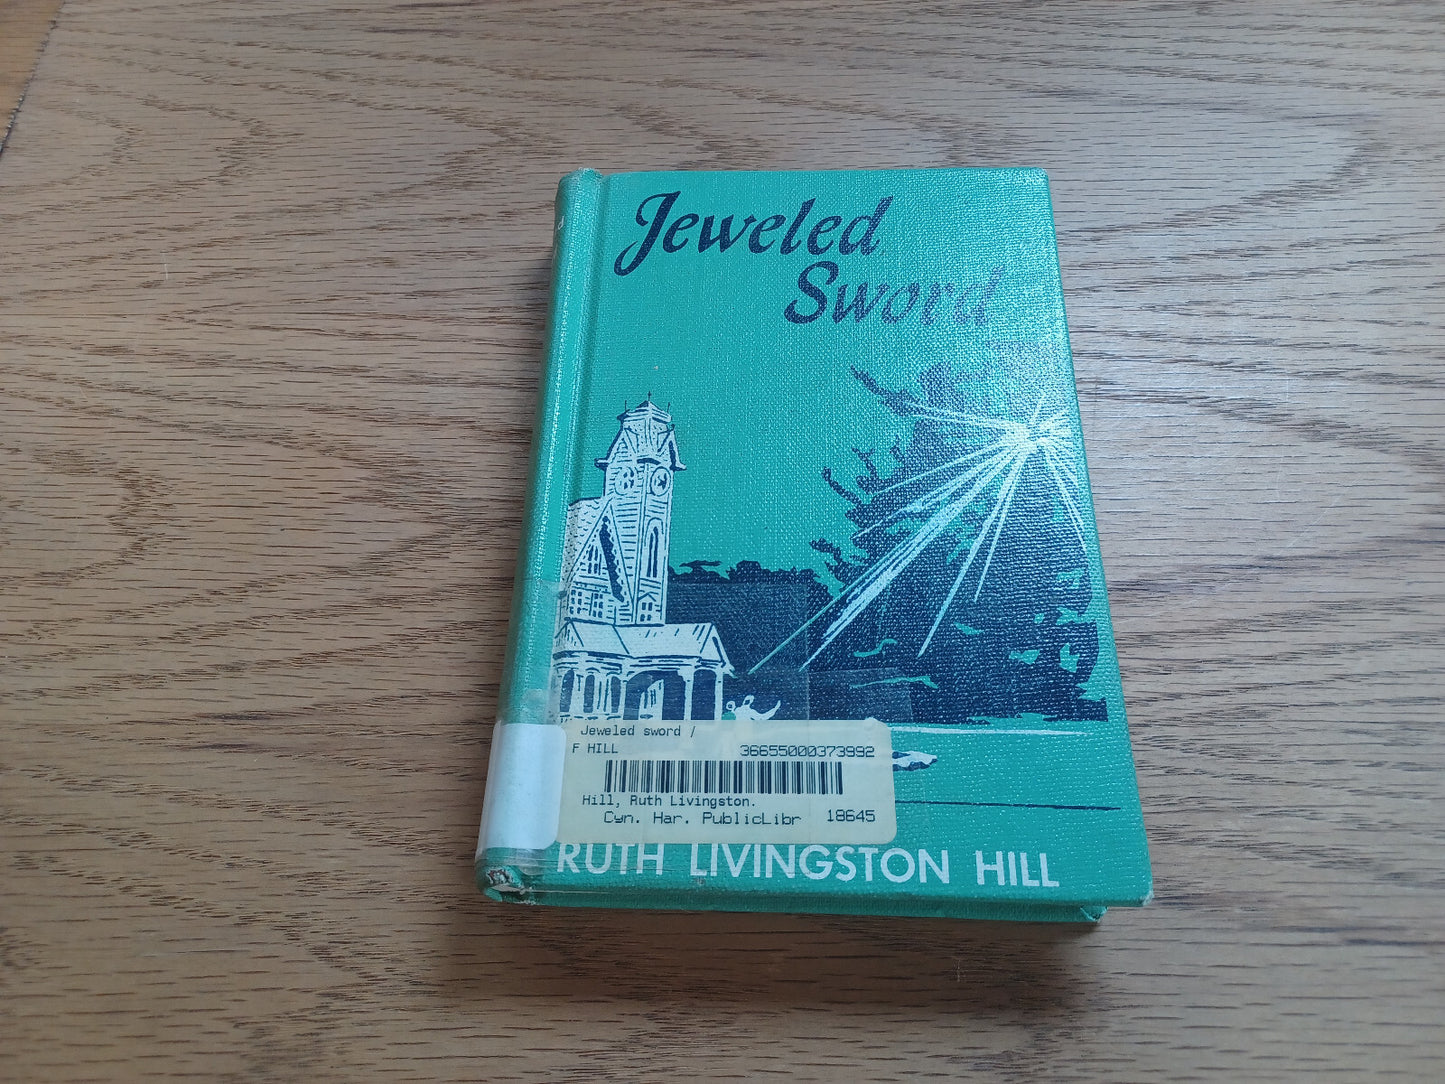 Jeweled
Sword
Jeweled sword /
F HILL 36655000373992
Hill, Ruth Livingston.
Cyn. Har. PublicLibr 18645
RUTH LIVINGSTON HILL